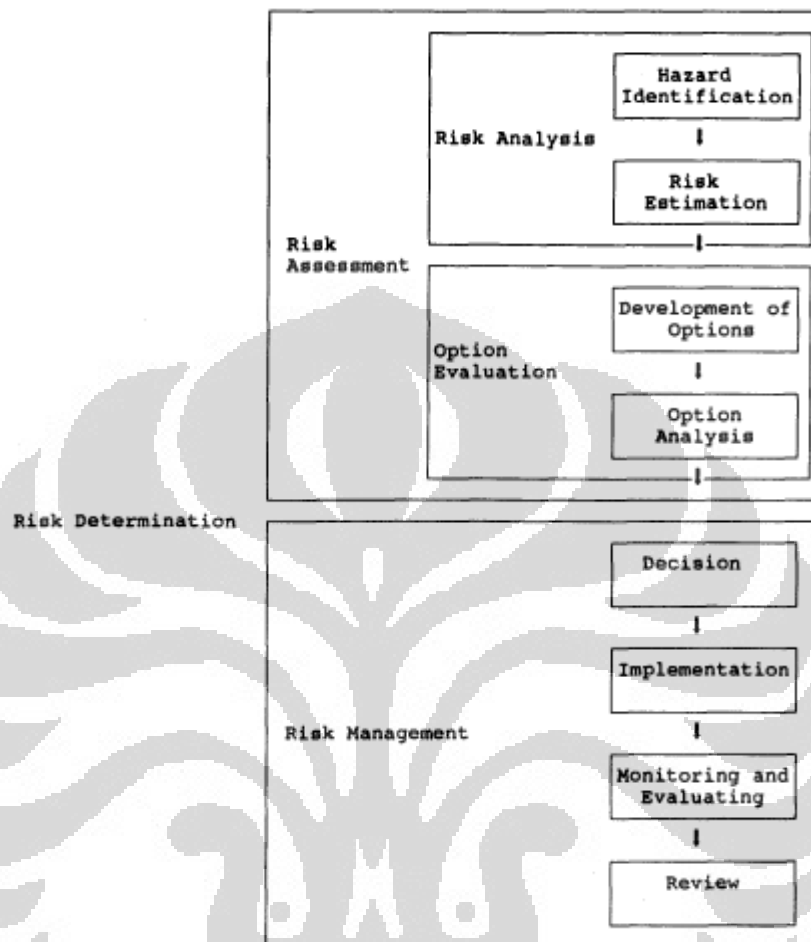 Hazard
Identification
Risk Analysis
Risk
Estimation
Risk
Assessment
Development of
Options
Option
Evaluation
Option
Analysis
Risk Determination
Decision
Implementation
Risk Management
Monitoring and
Evaluating
Review